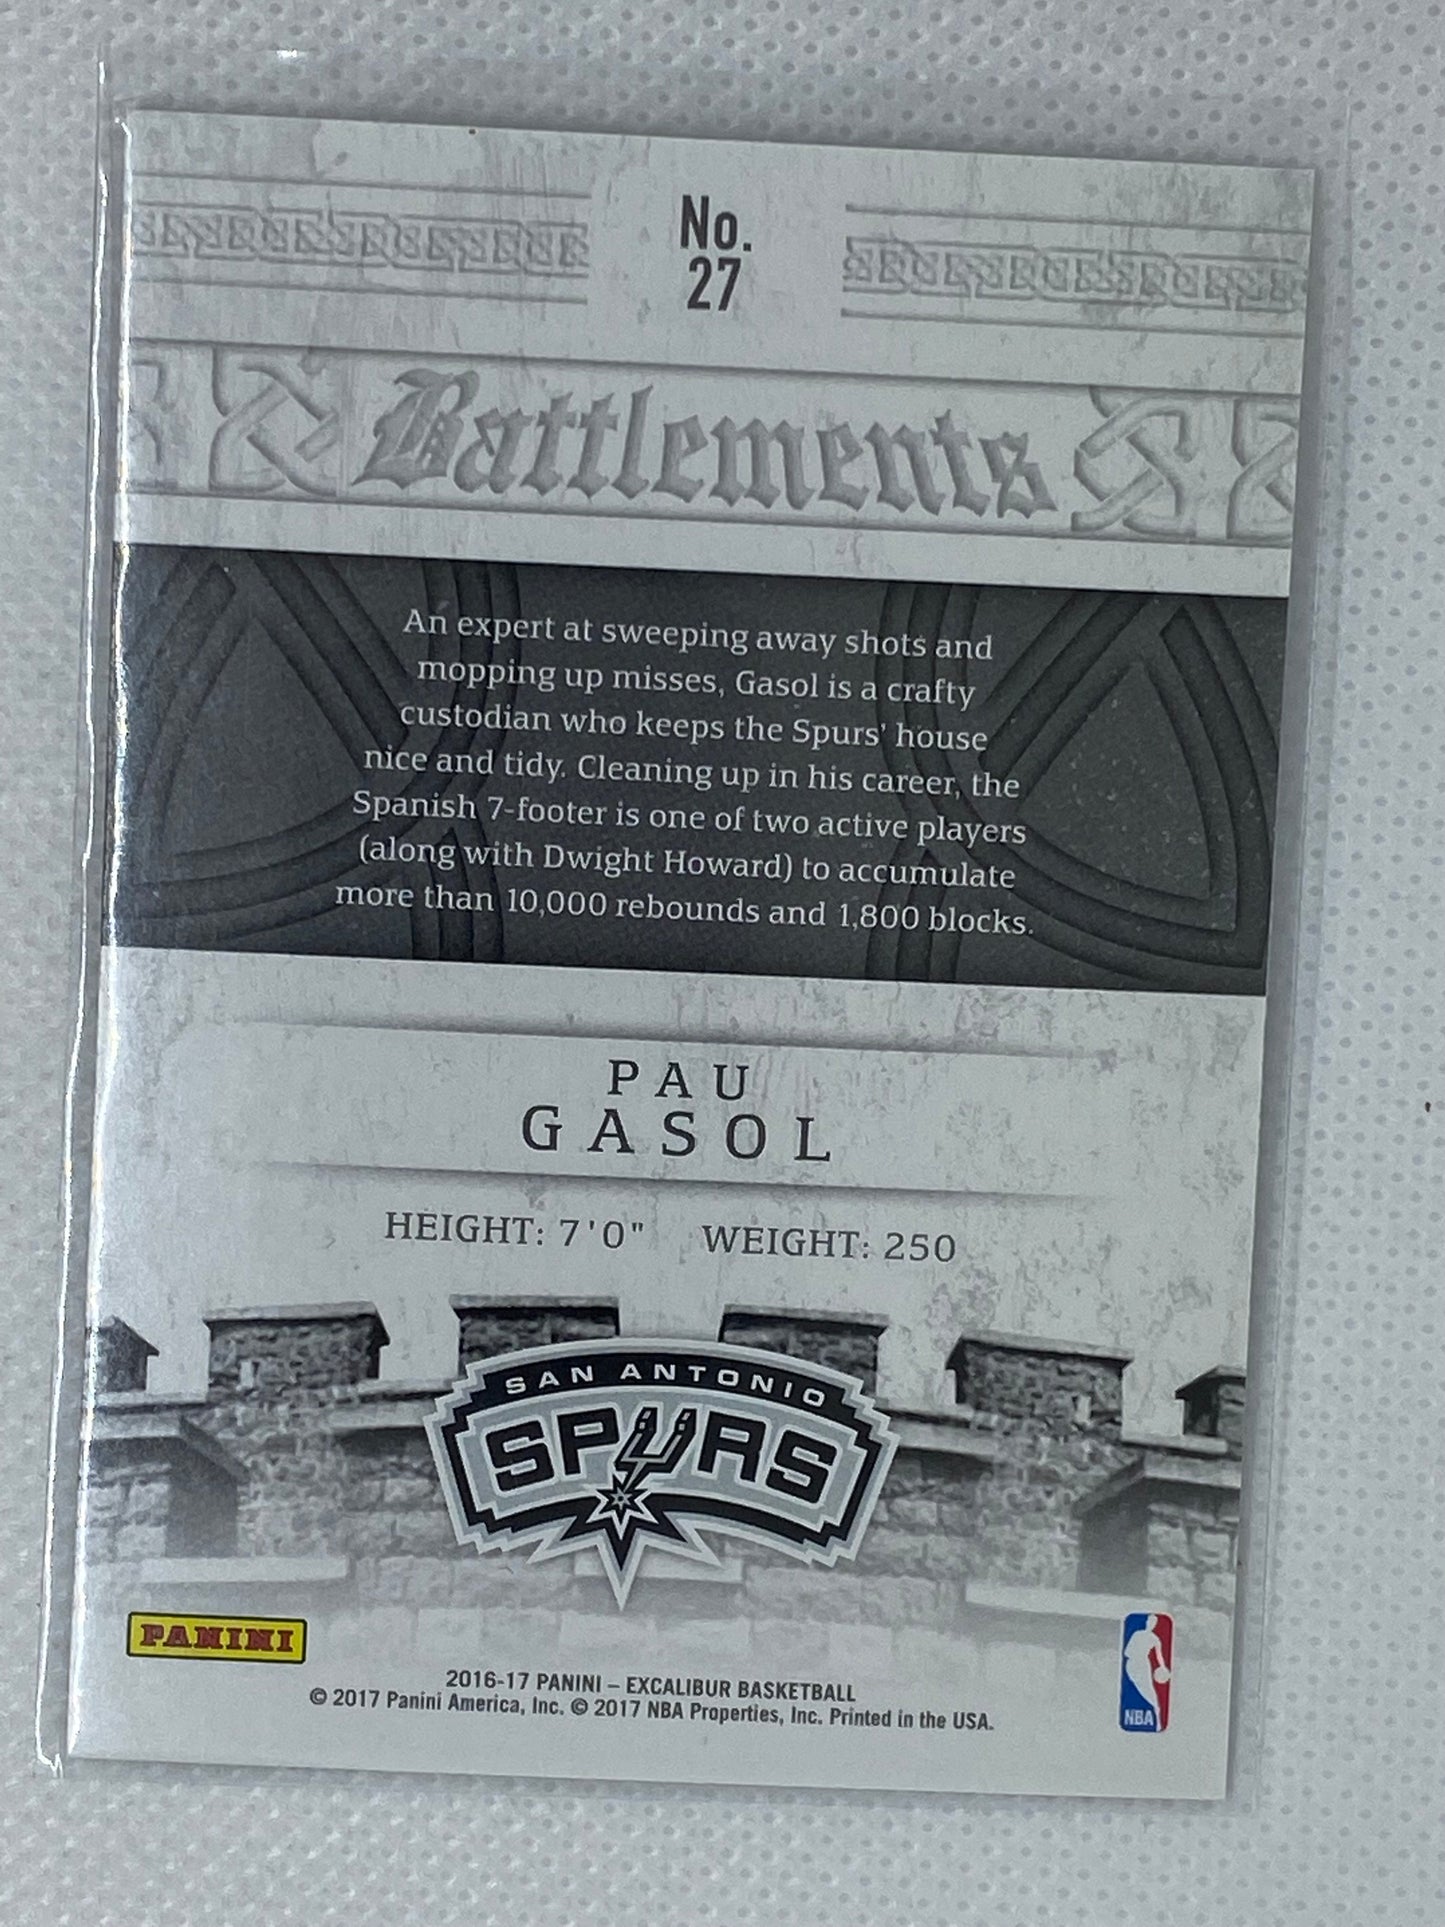 No.
27
Battlements
An expert at sweeping away shots and
mopping up misses, Gasol is a crafty
custodian who keeps the Spurs' house
nice and tidy. Cleaning up in his career, the
Spanish 7-footer is one of two active players
(along with Dwight Howard) to accumulate
more than 10,000 rebounds and 1,800 blocks.
PAU
GASOL
HEIGHT: 7'0" WEIGHT: 250
SAN ANTONIO
SPURS
PANINI
2016-17 PANINI – EXCALIBUR BASKETBALL
© 2017 Panini America, Inc. © 2017 NBA Properties, Inc. Printed in the USA.
NBA